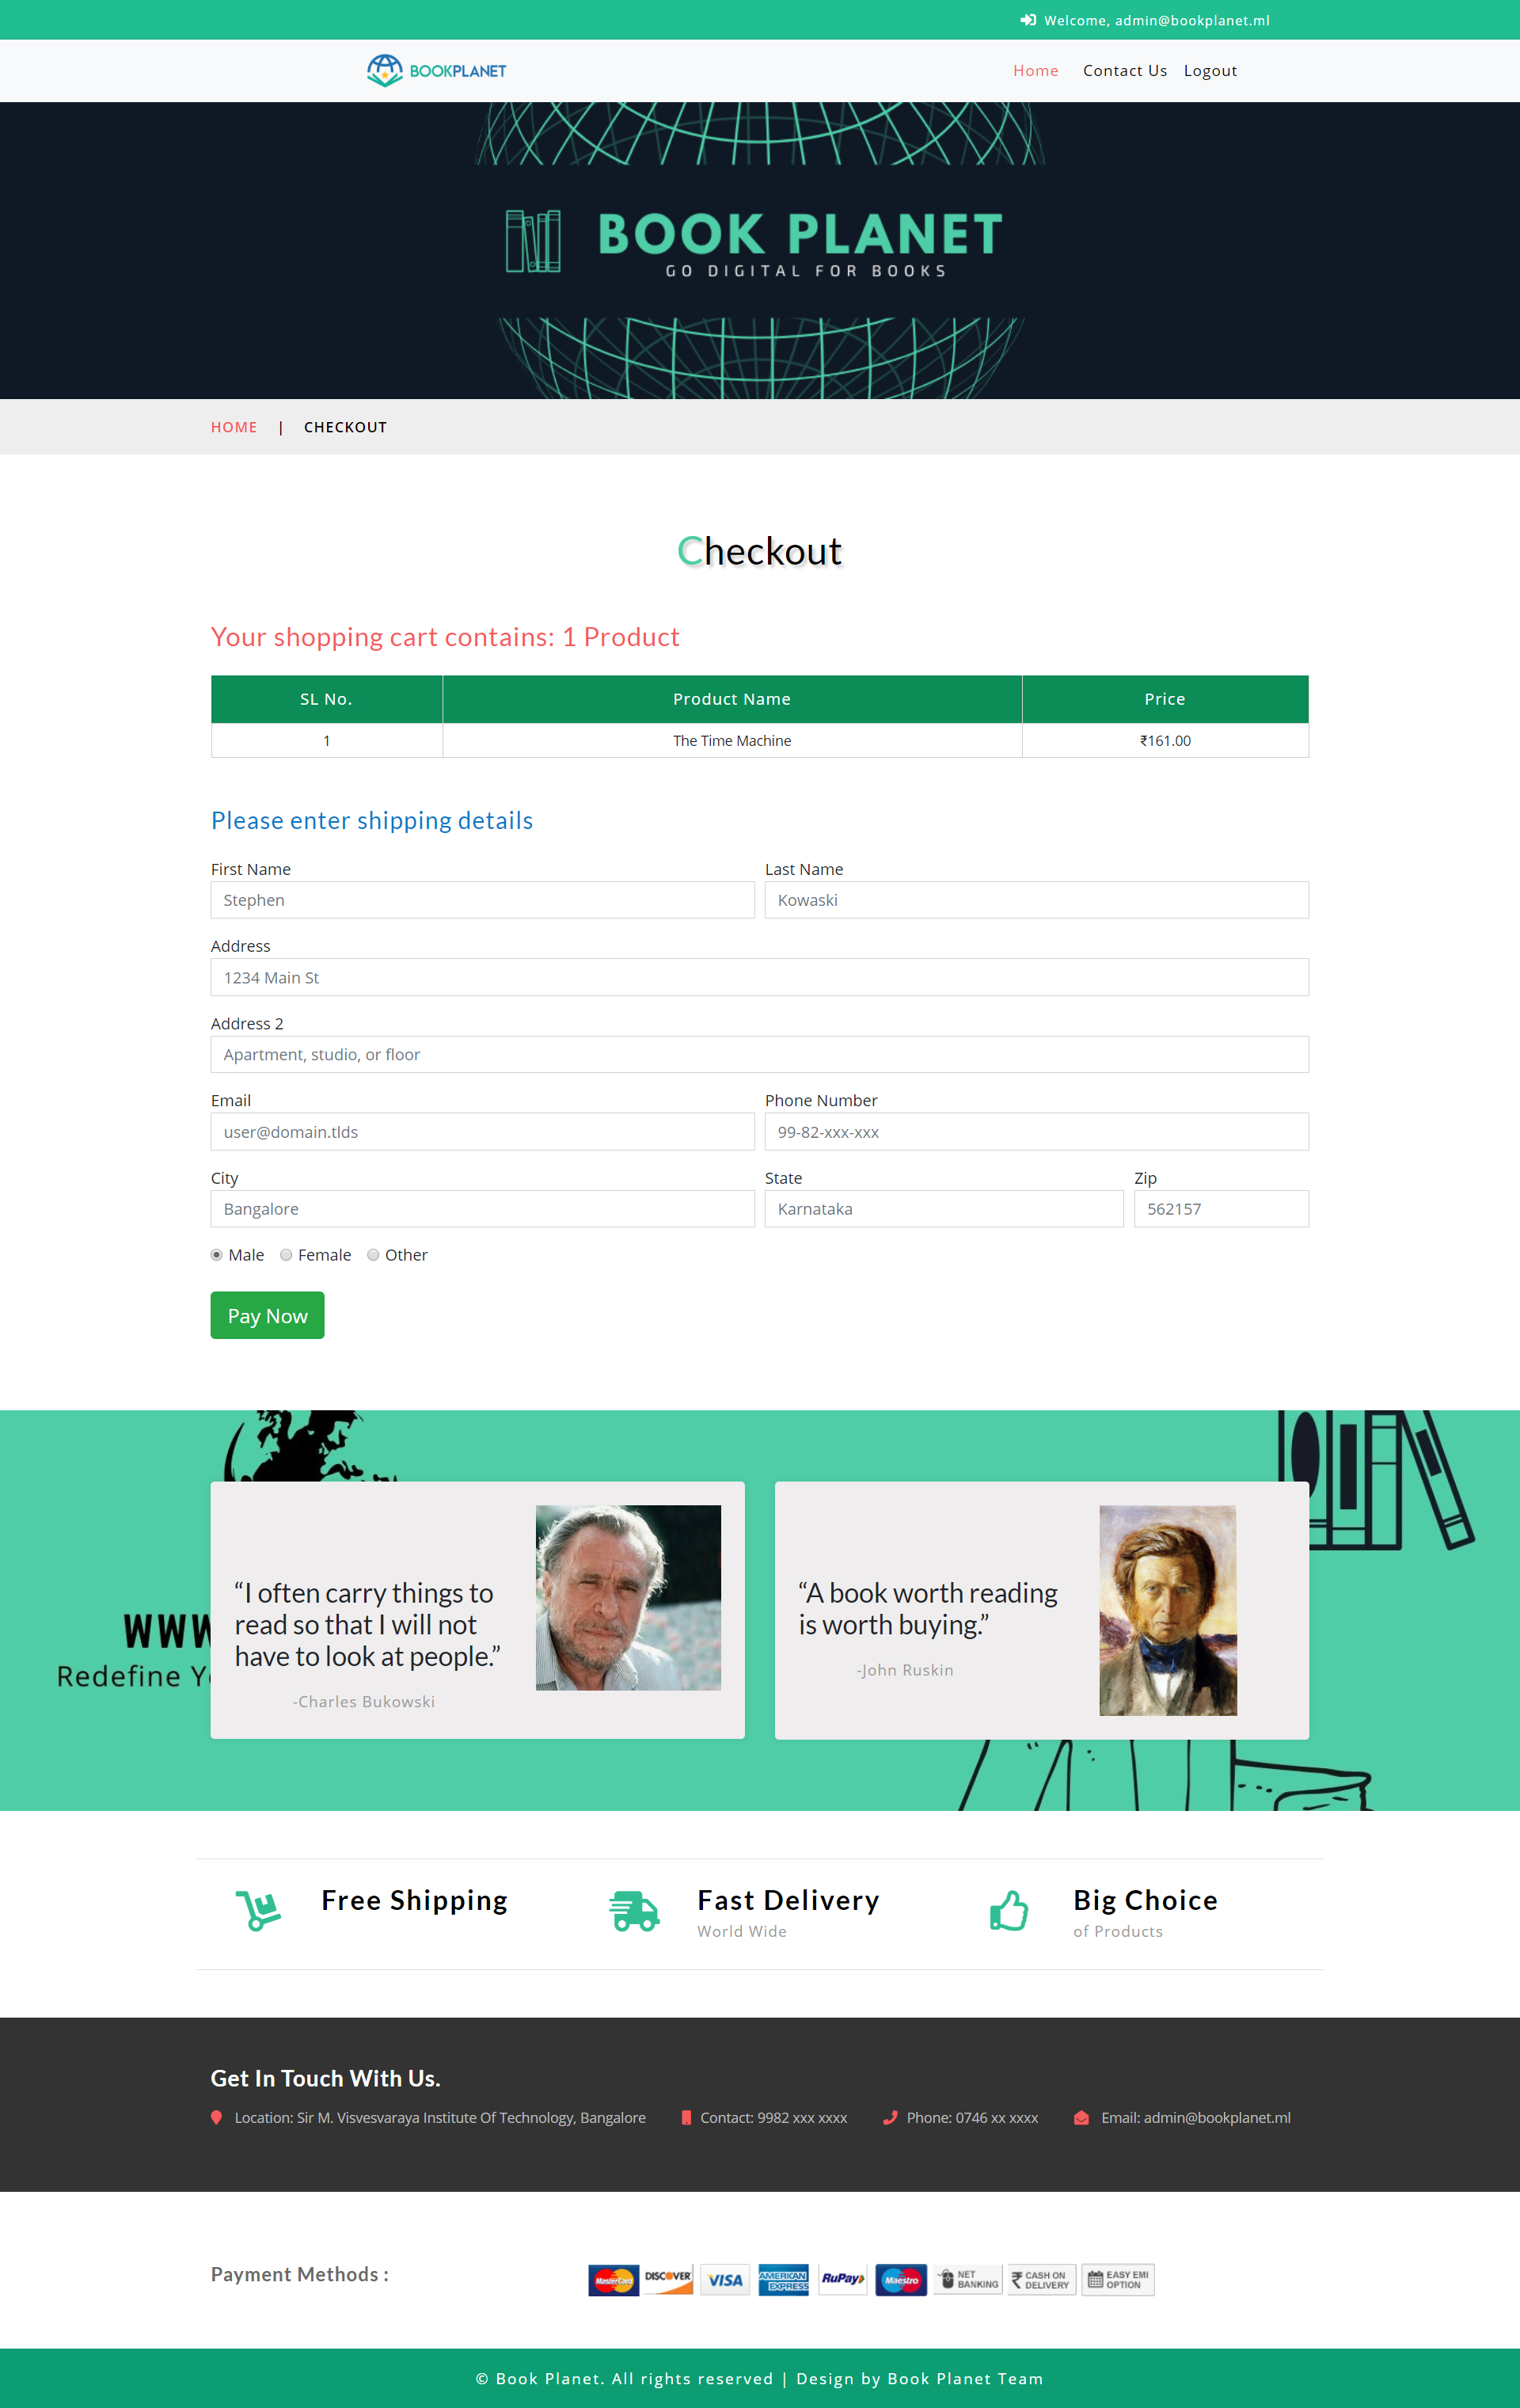 Welcome, admin@bookplanet.ml
BOOKPLANET
Home Contact Us Logout
BOOK PLANET
GO DIGITAL FOR BOOKS
HOME | CHECKOUT
Checkout
Your shopping cart contains: 1 Product
SL No. Product Name Price
1 The Time Machine ₹161.00
Please enter shipping details
First Name Last Name
Stephen Kowaski
Address
1234 Main St
Address 2
Apartment, studio, or floor
Email Phone Number
user@domain.tlds 99-82-xxx-xxx
City State Zip
Bangalore Karnataka 562157
Male Female Other
Pay Now
WWW
Redefine Y
“I often carry things to
read so that I will not
have to look at people.”
-Charles Bukowski
“A book worth reading
is worth buying.”
-John Ruskin
Free Shipping Fast Delivery Big Choice
World Wide of Products
Get In Touch With Us.
Location: Sir M. Visvesvaraya Institute Of Technology, Bangalore Contact: 9982 xxx xxxx Phone: 0746 xx xxxx Email: admin@bookplanet.ml
Payment Methods :
MasterCard DISCOVER VISA AMERICAN EXPRESS RuPay Maestro NET BANKING ₹ CASH ON DELIVERY EASY EMI OPTION
© Book Planet. All rights reserved | Design by Book Planet Team